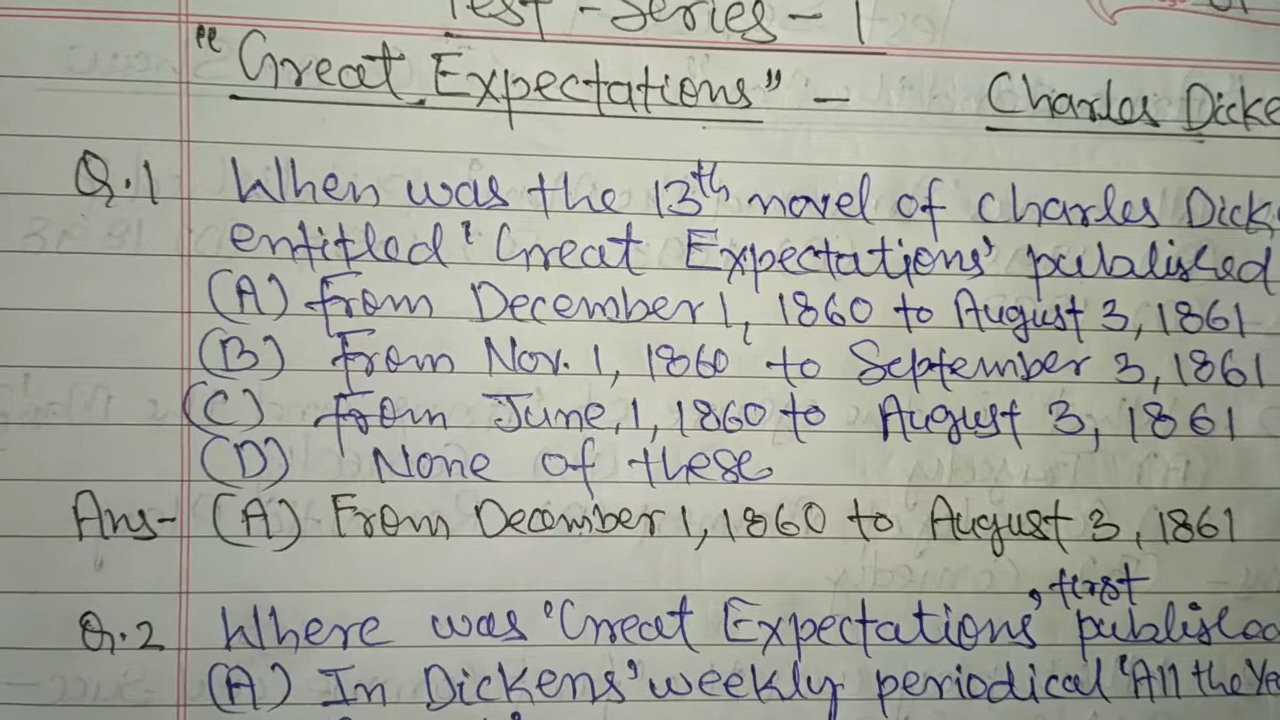 Test-Series-1
"Great Expectations" - Charles Dicke
Q.1 When was the 13th novel of Charles Dick
entitled 'Great Expectations' published
(A) From December 1, 1860 to August 3, 1861
(B) From Nov. 1, 1860 to September 3, 1861
(C) From June, 1, 1860 to August 3, 1861
(D) None of these
Ans- (A) From December 1, 1860 to August 3, 1861
Q.2 Where was 'Great Expectations', first published
(A) In Dickens' weekly periodical 'All the Ye